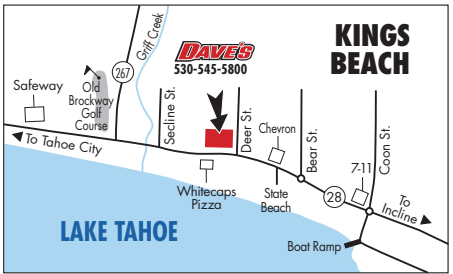 KINGS
BEACH
DAVE'S
530-545-5800
Griff Creek
267
Safeway
Old
Brockway
Golf
Course
To Tahoe City
Secline St.
Deer St.
Chevron
Bear St.
Coon St.
7-11
Whitecaps
Pizza
State
Beach
28
To
Incline
Boat Ramp
LAKE TAHOE